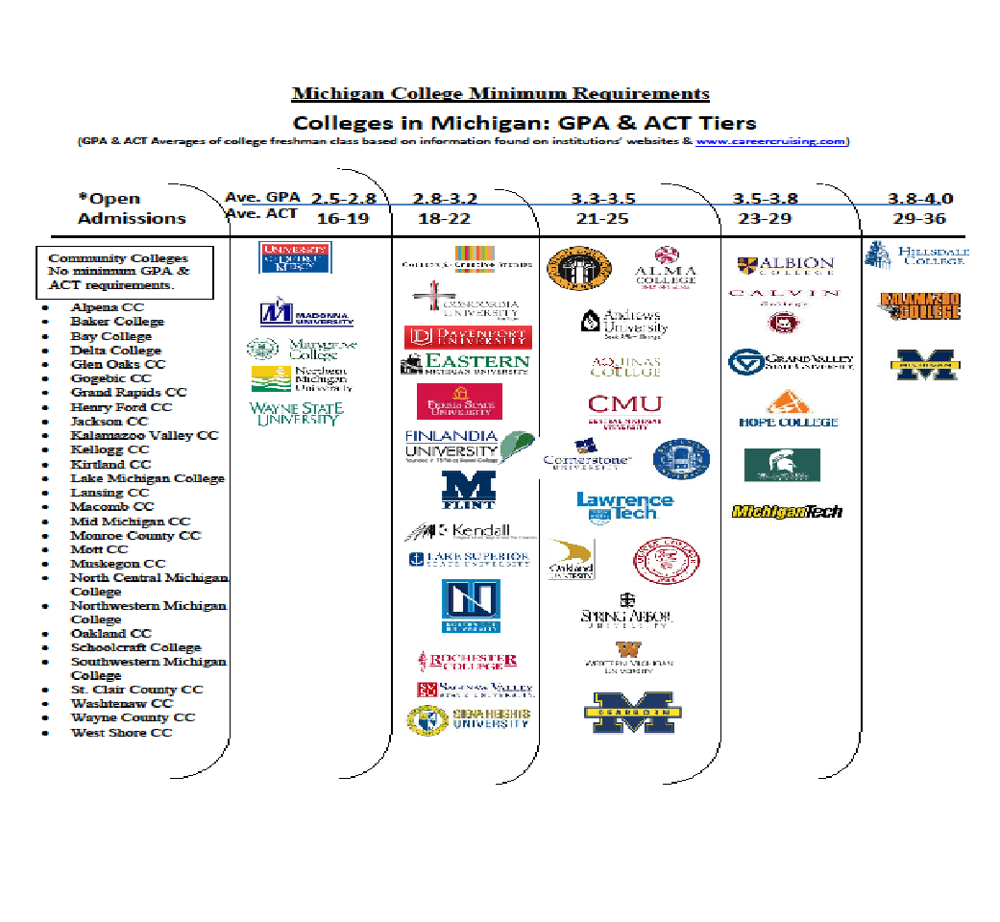 Michigan College Minimum Requirements
Colleges in Michigan: GPA & ACT Tiers
(GPA & ACT Averages of college freshman class based on information found on institutions' websites & www.careercruising.com)
*Open Admissions
Ave. GPA 2.5-2.8 2.8-3.2 3.3-3.5 3.5-3.8 3.8-4.0
Ave. ACT 16-19 18-22 21-25 23-29 29-36
Community Colleges
No minimum GPA &
ACT requirements.
• Alpena CC
• Baker College
• Bay College
• Delta College
• Glen Oaks CC
• Gogebic CC
• Grand Rapids CC
• Henry Ford CC
• Jackson CC
• Kalamazoo Valley CC
• Kellogg CC
• Kirtland CC
• Lake Michigan College
• Lansing CC
• Macomb CC
• Mid Michigan CC
• Monroe County CC
• Mott CC
• Muskegon CC
• North Central Michigan
College
• Northwestern Michigan
College
• Oakland CC
• Schoolcraft College
• Southwestern Michigan
College
• St. Clair County CC
• Washtenaw CC
• Wayne County CC
• West Shore CC
UNIVERSITY
OF DETROIT
MERCY
MADONNA
UNIVERSITY
Marygrove
College
Northern
Michigan
University
WAYNE STATE
UNIVERSITY
COLLEGE for CREATIVE STUDIES
CONCORDIA
UNIVERSITY
DAVENPORT
UNIVERSITY
EASTERN
MICHIGAN UNIVERSITY
FERRIS STATE
UNIVERSITY
FINLANDIA
UNIVERSITY
M
FLINT
Kendall
LAKE SUPERIOR
STATE UNIVERSITY
NORTHWOOD
UNIVERSITY
ROCHESTER
COLLEGE
SAGINAW VALLEY
STATE UNIVERSITY
SIENA HEIGHTS
UNIVERSITY
ALMA
COLLEGE
Andrews
University
AQUINAS
COLLEGE
CMU
CENTRAL MICHIGAN
UNIVERSITY
Cornerstone
UNIVERSITY
Lawrence
Tech
Oakland
UNIVERSITY
SPRING ARBOR
UNIVERSITY
W
WESTERN MICHIGAN
UNIVERSITY
DEARBORN
ALBION
COLLEGE
CALVIN
College
GRAND VALLEY
STATE UNIVERSITY
HOPE COLLEGE
MichiganTech
HILLSDALE
COLLEGE
KALAMAZOO
COLLEGE
MICHIGAN